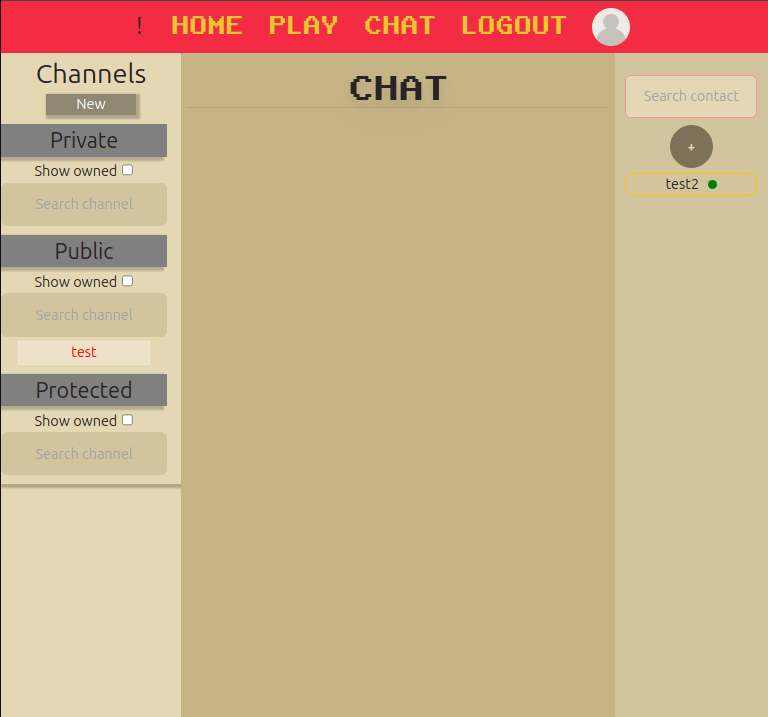 ! HOME PLAY CHAT LOGOUT
Channels
New
Private
Show owned
Search channel
Public
Show owned
Search channel
test
Protected
Show owned
Search channel
CHAT
Search contact
+
test2